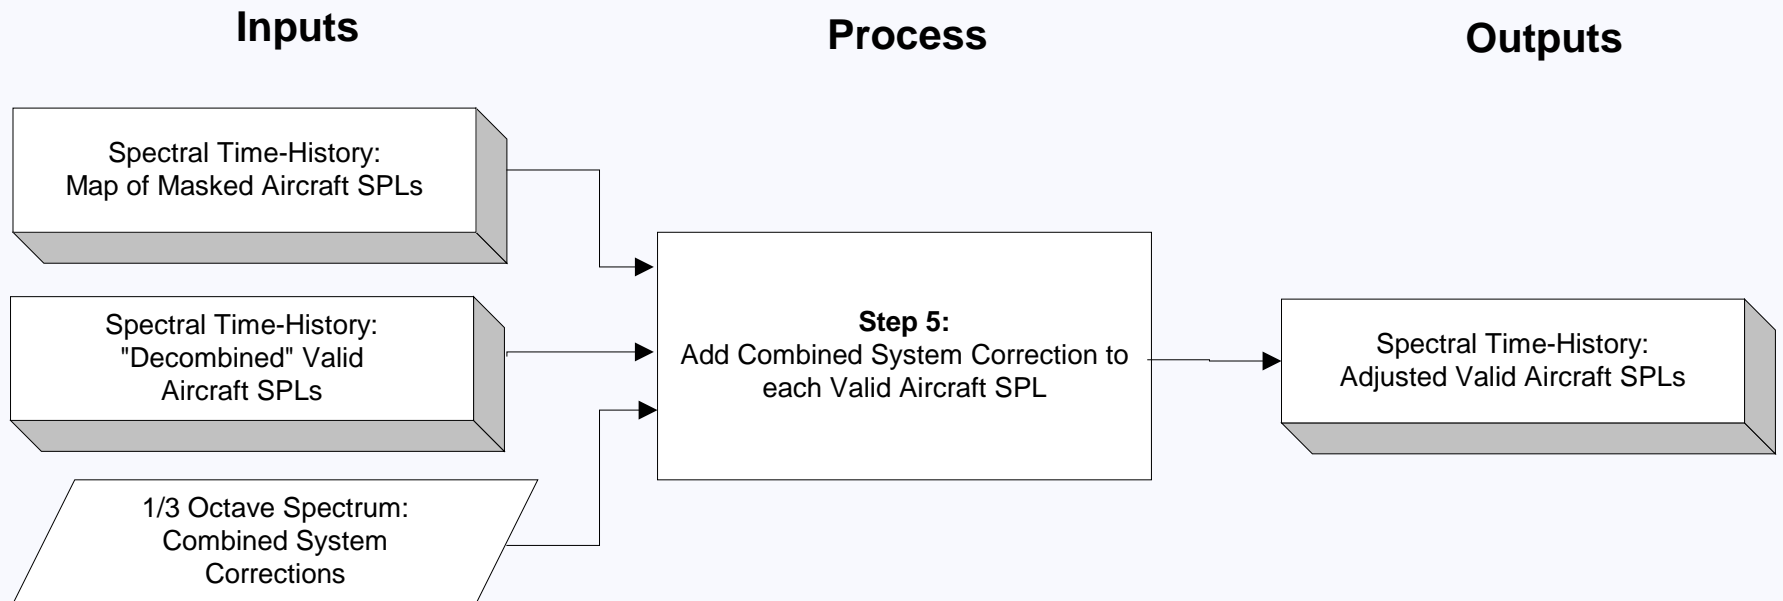 Inputs
Process
Outputs
Spectral Time-History:
Map of Masked Aircraft SPLs
Spectral Time-History:
"Decombined" Valid
Aircraft SPLs
1/3 Octave Spectrum:
Combined System
Corrections
Step 5:
Add Combined System Correction to
each Valid Aircraft SPL
Spectral Time-History:
Adjusted Valid Aircraft SPLs